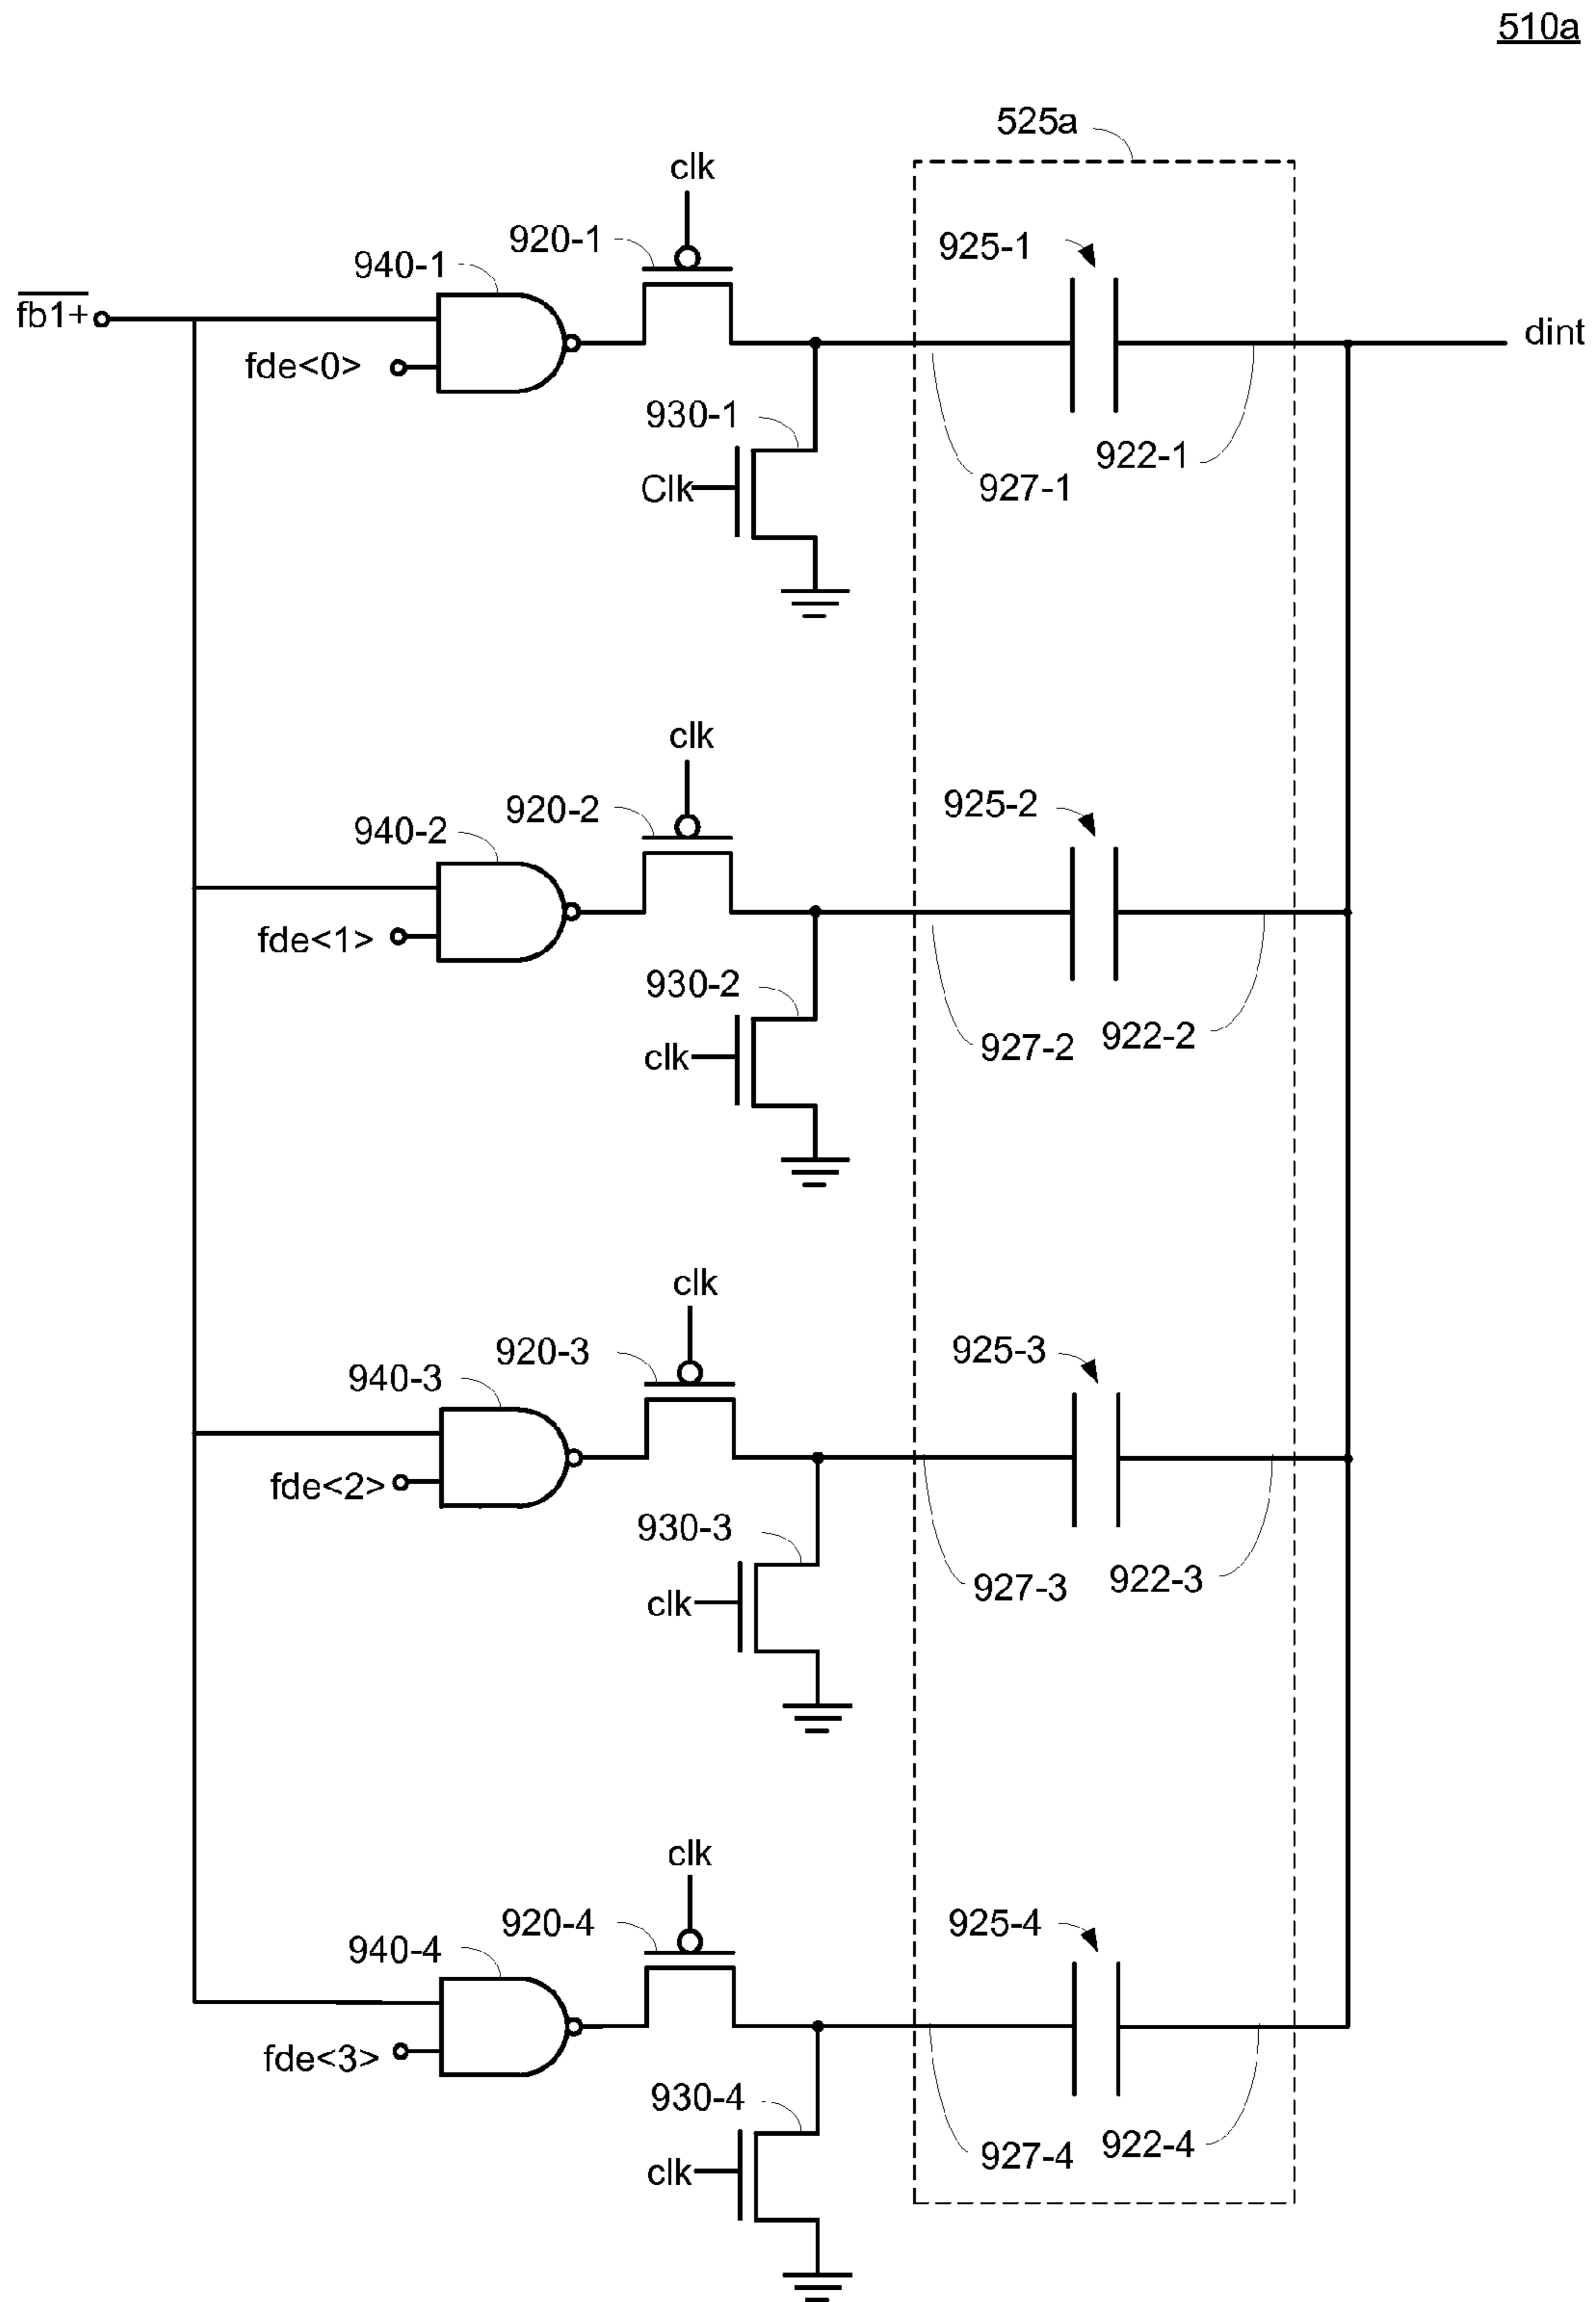 510a
525a
clk
920-1
925-1
940-1
fb1+
dint
fde<0>
930-1
922-1
Clk
927-1
clk
920-2
925-2
940-2
fde<1>
930-2
922-2
clk
927-2
clk
920-3
925-3
940-3
fde<2>
930-3
922-3
927-3
clk
clk
920-4
925-4
940-4
fde<3>
930-4
922-4
927-4
clk